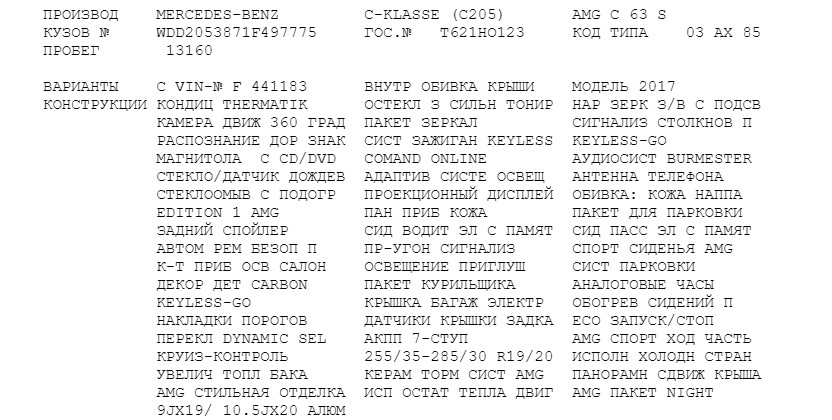 ПРОИЗВОД MERCEDES-BENZ C-KLASSE (C205) AMG C 63 S
КУЗОВ № WDD2053871F497775 ГОС.№ Т621НО123 КОД ТИПА 03 AX 85
ПРОБЕГ 13160
ВАРИАНТЫ С VIN-№ F 441183 ВНУТР ОБИВКА КРЫШИ МОДЕЛЬ 2017
КОНСТРУКЦИИ КОНДИЦ THERMATIK ОСТЕКЛ З СИЛЬН ТОНИР НАР ЗЕРК З/В С ПОДСВ
КАМЕРА ДВИЖ 360 ГРАД ПАКЕТ ЗЕРКАЛ СИГНАЛИЗ СТОЛКНОВ П
РАСПОЗНАНИЕ ДОР ЗНАК СИСТ ЗАЖИГАН KEYLESS KEYLESS-GO
МАГНИТОЛА С CD/DVD COMAND ONLINE АУДИОСИСТ BURMESTER
СТЕКЛО/ДАТЧИК ДОЖДЕВ АДАПТИВ СИСТЕ ОСВЕЩ АНТЕННА ТЕЛЕФОНА
СТЕКЛООМЫВ С ПОДОГР ПРОЕКЦИОННЫЙ ДИСПЛЕЙ ОБИВКА: КОЖА НАППА
EDITION 1 AMG ПАН ПРИБ КОЖА ПАКЕТ ДЛЯ ПАРКОВКИ
ЗАДНИЙ СПОЙЛЕР СИД ВОДИТ ЭЛ С ПАМЯТ СИД ПАСС ЭЛ С ПАМЯТ
АВТОМ РЕМ БЕЗОП П ПР-УГОН СИГНАЛИЗ СПОРТ СИДЕНЬЯ AMG
К-Т ПРИБ ОСВ САЛОН ОСВЕЩЕНИЕ ПРИГЛУШ СИСТ ПАРКОВКИ
ДЕКОР ДЕТ CARBON ПАКЕТ КУРИЛЬЩИКА АНАЛОГОВЫЕ ЧАСЫ
KEYLESS-GO КРЫШКА БАГАЖ ЭЛЕКТР ОБОГРЕВ СИДЕНИЙ П
НАКЛАДКИ ПОРОГОВ ДАТЧИКИ КРЫШКИ ЗАДКА ECO ЗАПУСК/СТОП
ПЕРЕКЛ DYNAMIC SEL АКПП 7-СТУП AMG СПОРТ ХОД ЧАСТЬ
КРУИЗ-КОНТРОЛЬ 255/35-285/30 R19/20 ИСПОЛН ХОЛОДН СТРАН
УВЕЛИЧ ТОПЛ БАКА КЕРАМ ТОРМ СИСТ AMG ПАНОРАМН СДВИЖ КРЫША
AMG СТИЛЬНАЯ ОТДЕЛКА ИСП ОСТАТ ТЕПЛА ДВИГ AMG ПАКЕТ NIGHT
9JX19/ 10.5JX20 АЛЮМ